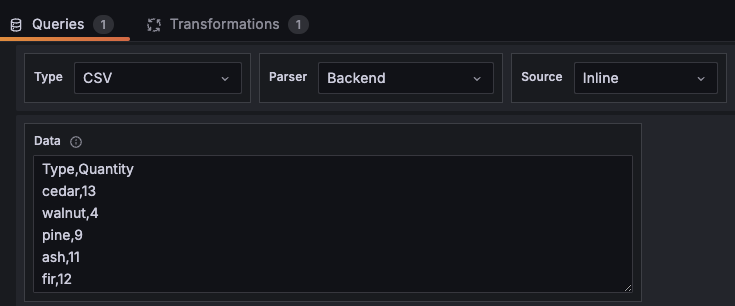 Queries 1 Transformations 1
Type CSV Parser Backend Source Inline
Data
Type,Quantity
cedar,13
walnut,4
pine,9
ash,11
fir,12